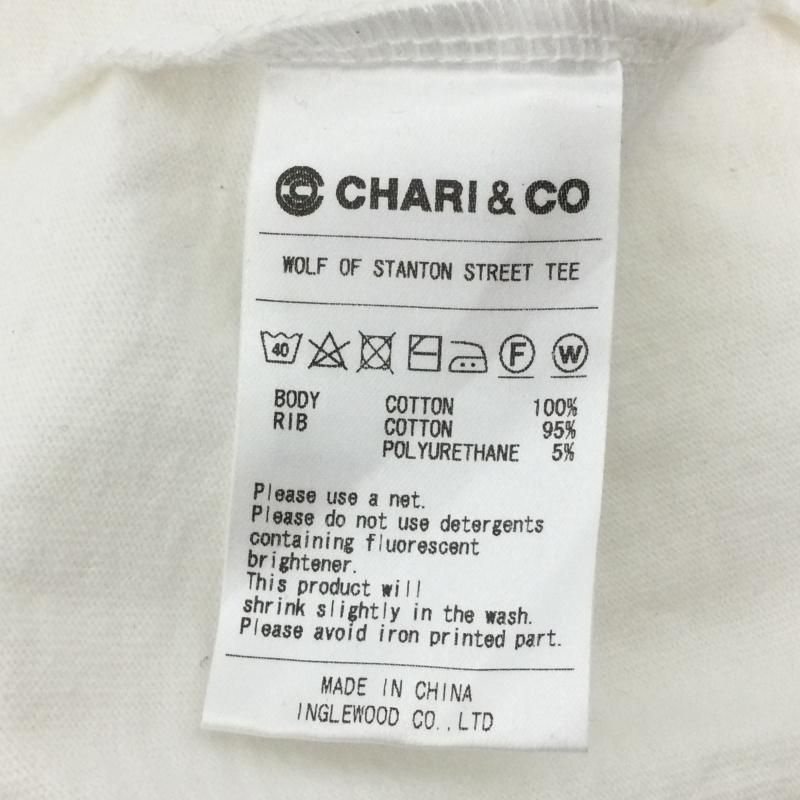 CHARI & CO
WOLF OF STANTON STREET TEE
40 F W
BODY COTTON 100%
RIB COTTON 95%
POLYURETHANE 5%
Please use a net.
Please do not use detergents
containing fluorescent
brightener.
This product will
shrink slightly in the wash.
Please avoid iron printed part.
MADE IN CHINA
INGLEWOOD CO.,LTD